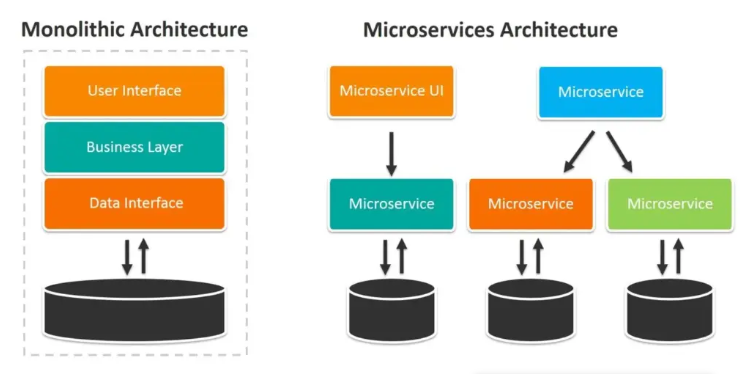 Monolithic Architecture
Microservices Architecture
User Interface
Business Layer
Data Interface
Microservice UI
Microservice
Microservice
Microservice
Microservice